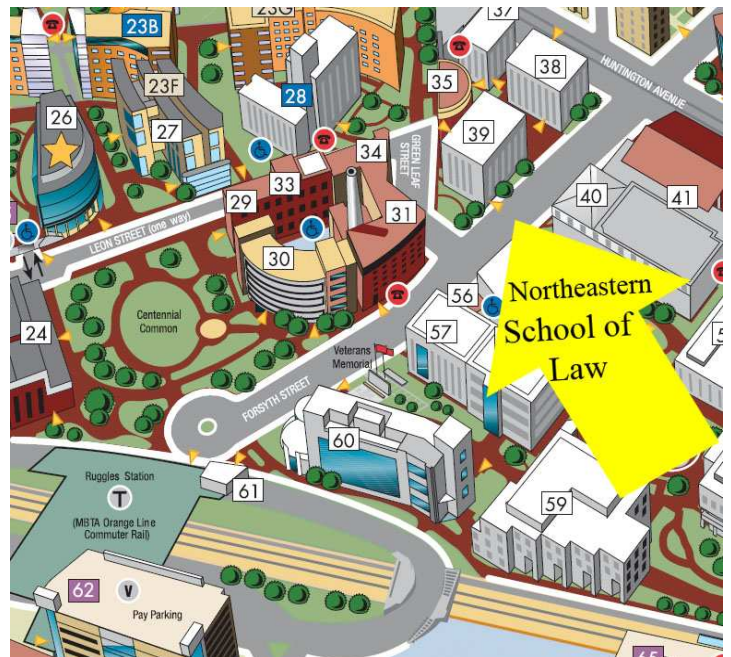 23B
23G
37
26
23F
27
28
35
38
HUNTINGTON AVENUE
39
34
GREEN LEAF
STREET
33
29
31
40
41
LEON STREET (one way)
30
Northeastern
School of
Law
56
57
24
Centennial
Common
Veterans
Memorial
FORSYTH STREET
60
61
59
Ruggles Station
T
(MBTA Orange Line
Commuter Rail)
62
V
Pay Parking
65